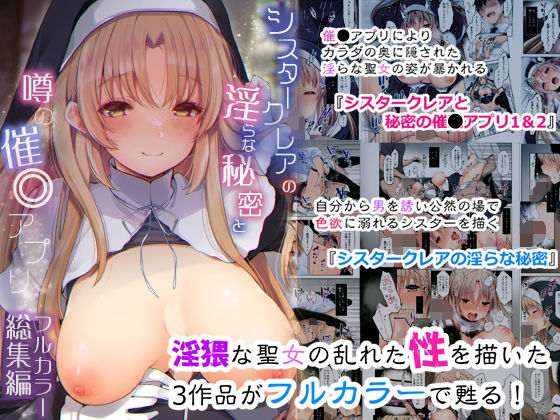 シスタークレアの
淫らな秘密と
噂の催●アプリ
フルカラー
総集編
催●アプリにより
カラダの奥に隠された
淫らな聖女の姿が暴かれる
『シスタークレアと
秘密の催●アプリ1&2』
自分から男を誘い公然の場で
色欲に溺れるシスターを描く
『シスタークレアの淫らな秘密』
淫猥な聖女の乱れた性を描いた
3作品がフルカラーで甦る！